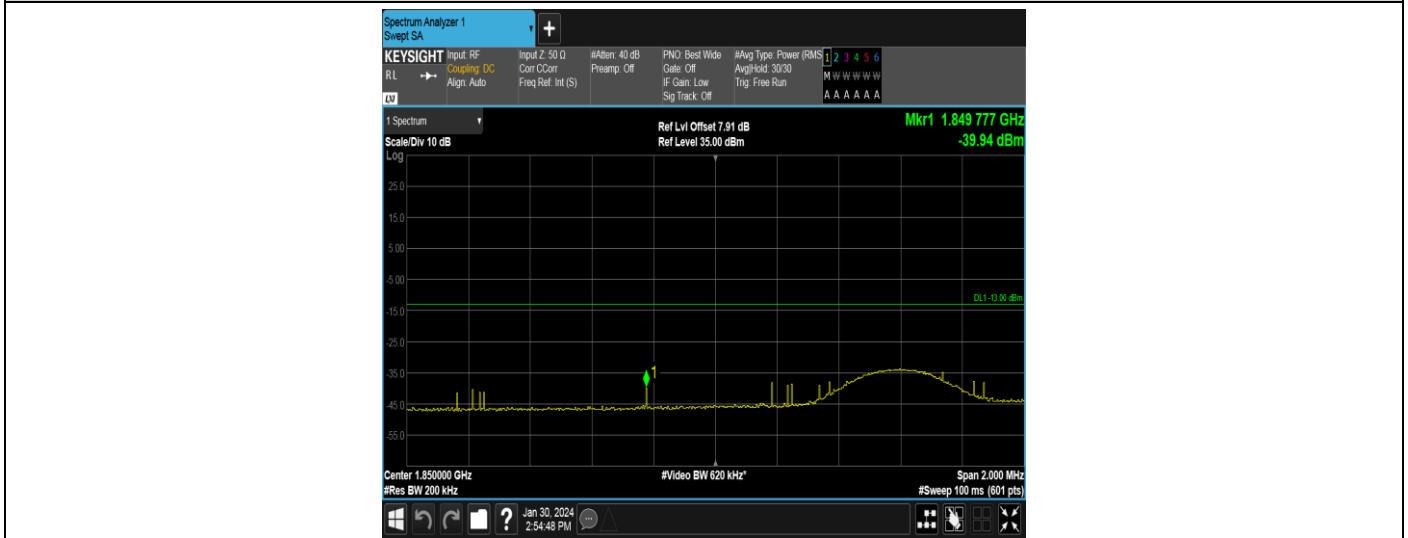 Spectrum Analyzer 1
Swept SA
+
KEYSIGHT
RL
Input: RF
Coupling: DC
Align: Auto
Input Z: 50 Ω
Corr CCorr
Freq Ref: Int (S)
#Atten: 40 dB
Preamp: Off
PNO: Best Wide
Gate: Off
IF Gain: Low
Sig Track: Off
#Avg Type: Power (RMS
Avg|Hold: 30/30
Trig: Free Run
1 2 3 4 5 6
M W W W W W
A A A A A A
1 Spectrum
Scale/Div 10 dB
Log
Ref Lvl Offset 7.91 dB
Ref Level 35.00 dBm
Mkr1 1.849 777 GHz
-39.94 dBm
25.0
15.0
5.00
-5.00
DL1 -13.00 dBm
-15.0
-25.0
-35.0
1
-45.0
-55.0
Center 1.850000 GHz
#Video BW 620 kHz*
Span 2.000 MHz
#Res BW 200 kHz
#Sweep 100 ms (601 pts)
?
Jan 30, 2024
2:54:48 PM